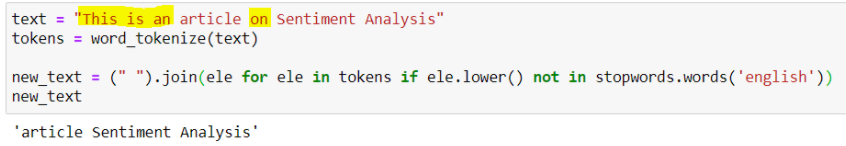 text = "This is an article on Sentiment Analysis"
tokens = word_tokenize(text)
new_text = (" ").join(ele for ele in tokens if ele.lower() not in stopwords.words('english'))
new_text
'article Sentiment Analysis'